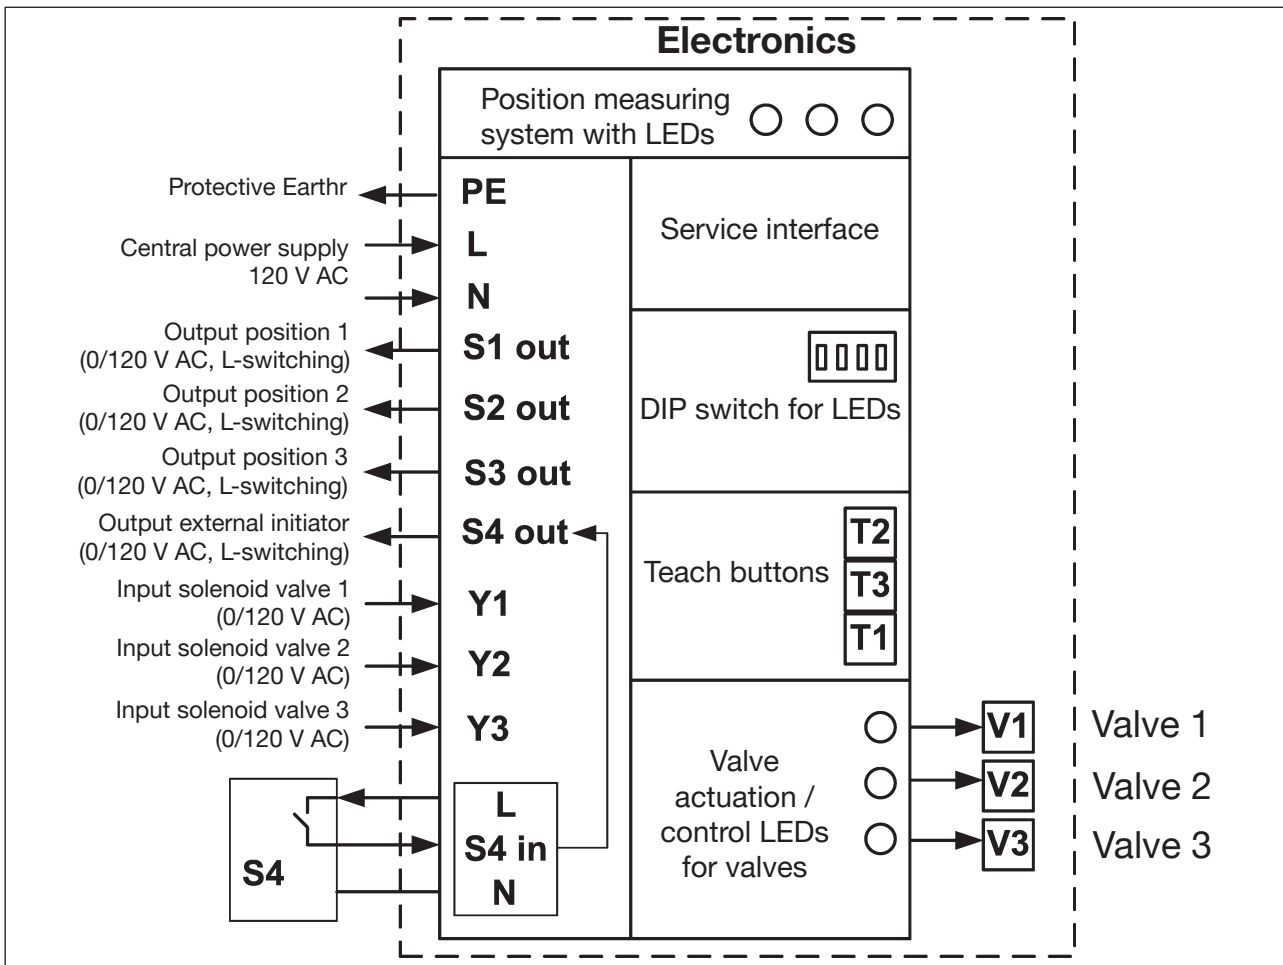 Electronics
Position measuring
system with LEDs
Protective Earthr
PE
Central power supply
120 V AC
L
N
Service interface
Output position 1
(0/120 V AC, L-switching)
S1 out
Output position 2
(0/120 V AC, L-switching)
S2 out
Output position 3
(0/120 V AC, L-switching)
S3 out
DIP switch for LEDs
Output external initiator
(0/120 V AC, L-switching)
S4 out
Input solenoid valve 1
(0/120 V AC)
Y1
Input solenoid valve 2
(0/120 V AC)
Y2
Input solenoid valve 3
(0/120 V AC)
Y3
Teach buttons
T2
T3
T1
S4
L
S4 in
N
Valve
actuation /
control LEDs
for valves
V1
Valve 1
V2
Valve 2
V3
Valve 3